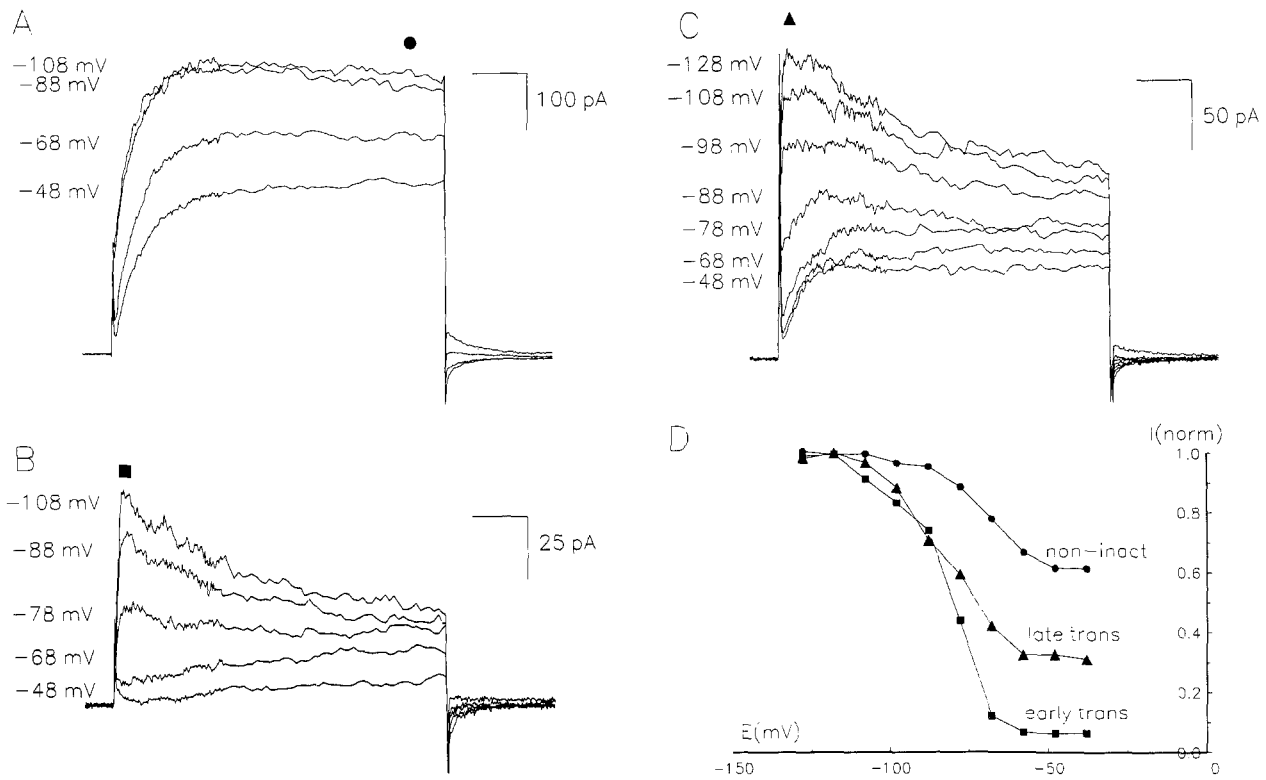 A
−108 mV
−88 mV
−68 mV
−48 mV
100 pA
B
−108 mV
−88 mV
−78 mV
−68 mV
−48 mV
25 pA
C
−128 mV
−108 mV
−98 mV
−88 mV
−78 mV
−68 mV
−48 mV
50 pA
D
I(norm)
1.0
0.8
0.6
0.4
0.2
0.0
non−inact
late trans
early trans
E(mV)
−150
−100
−50
0